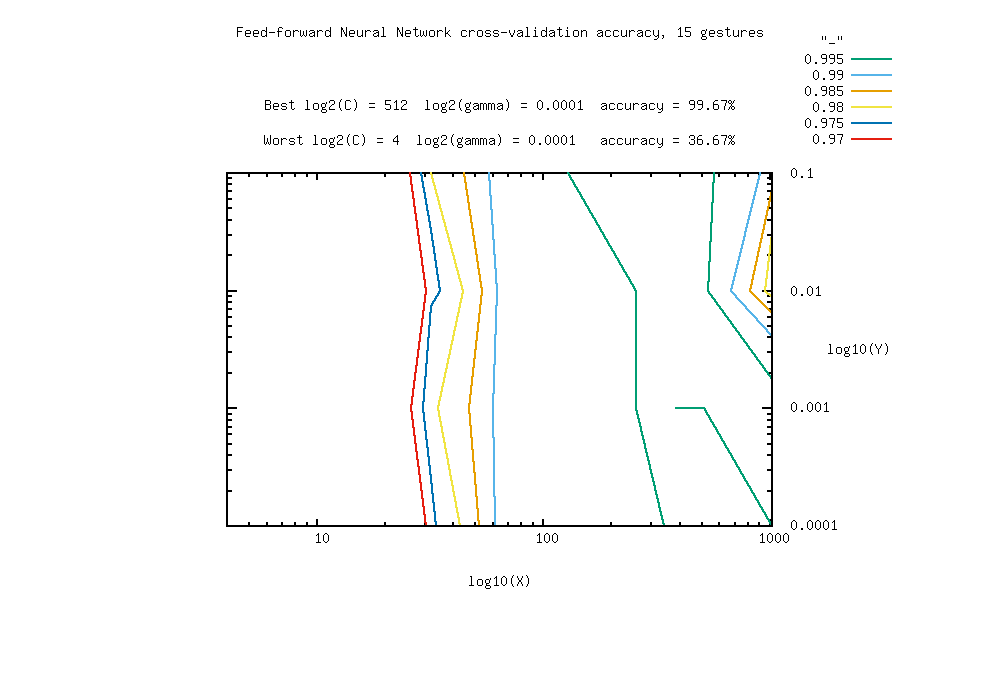 Feed-forward Neural Network cross-validation accuracy, 15 gestures
"_"
0.995
0.99
0.985
0.98
0.975
0.97
Best log2(C) = 512  log2(gamma) = 0.0001  accuracy = 99.67%
Worst log2(C) = 4  log2(gamma) = 0.0001   accuracy = 36.67%
0.1
0.01
log10(Y)
0.001
0.0001
10
100
1000
log10(X)